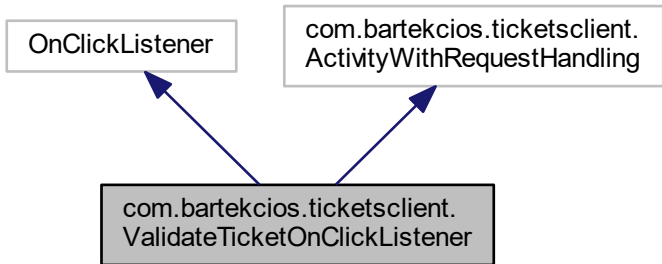 OnClickListener
com.bartekcios.ticketsclient.
ActivityWithRequestHandling
com.bartekcios.ticketsclient.
ValidateTicketOnClickListener